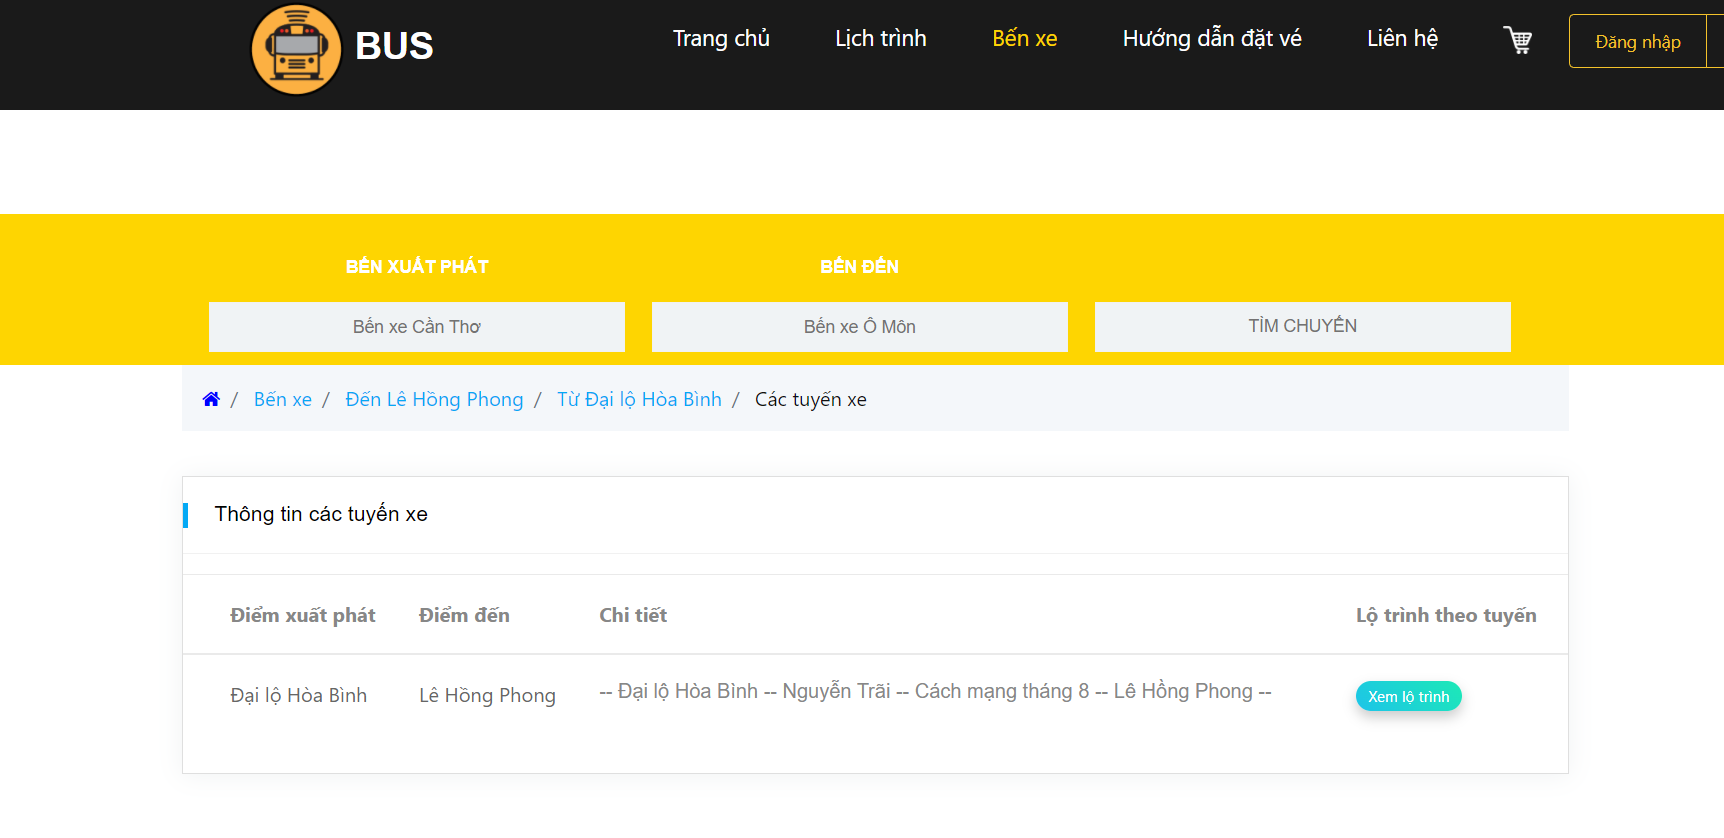 BUS
Trang chủ Lịch trình Bến xe Hướng dẫn đặt vé Liên hệ Đăng nhập
BẾN XUẤT PHÁT BẾN ĐẾN
Bến xe Cần Thơ Bến xe Ô Môn TÌM CHUYẾN
/ Bến xe / Đến Lê Hồng Phong / Từ Đại lộ Hòa Bình / Các tuyến xe
Thông tin các tuyến xe
Điểm xuất phát Điểm đến Chi tiết Lộ trình theo tuyến
Đại lộ Hòa Bình Lê Hồng Phong -- Đại lộ Hòa Bình -- Nguyễn Trãi -- Cách mạng tháng 8 -- Lê Hồng Phong -- Xem lộ trình